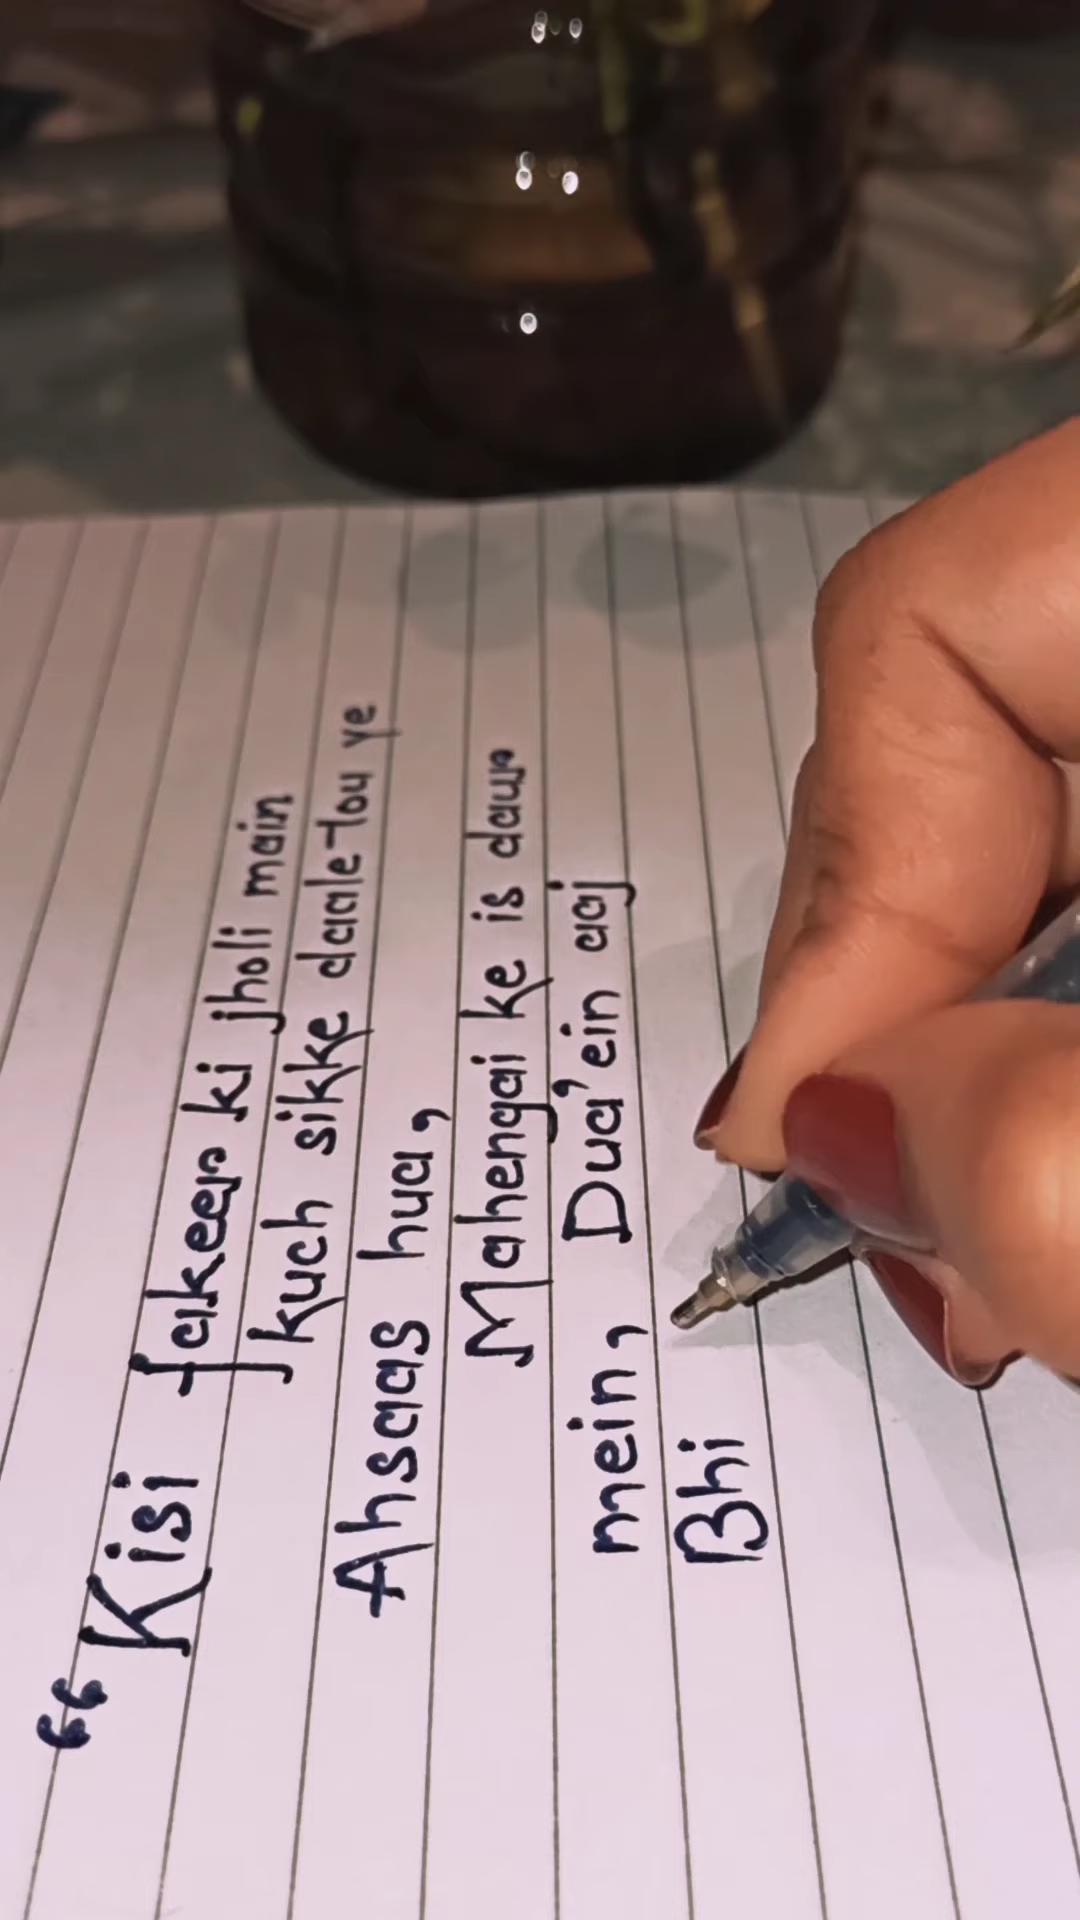 “Kisi fakeer ki jholi main
kuch sikke daale tou ye
Ahsaas hua,
Mahengai ke is daur
mein, Dua'ein aaj
Bhi